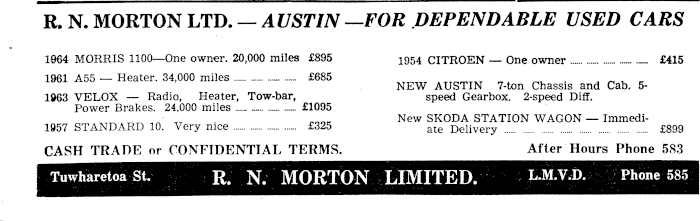 R. N. MORTON LTD. — AUSTIN — FOR DEPENDABLE USED CARS
1964 MORRIS 1100—One owner. 20,000 miles £895
1961 A55 — Heater. 34,000 miles ...... ...... ...... £685
1963 VELOX — Radio, Heater, Tow-bar,
Power Brakes. 24,000 miles ...... ...... ...... £1095
1957 STANDARD 10. Very nice ...... ...... ...... £325
1954 CITROEN — One owner ...... ...... ...... ...... £415
NEW AUSTIN 7-ton Chassis and Cab. 5-
speed Gearbox. 2-speed Diff.
New SKODA STATION WAGON — Immedi-
ate Delivery ...... ...... ...... ...... ...... ...... ...... £899
CASH TRADE or CONFIDENTIAL TERMS.
After Hours Phone 583
Tuwharetoa St. R. N. MORTON LIMITED. L.M.V.D. Phone 585